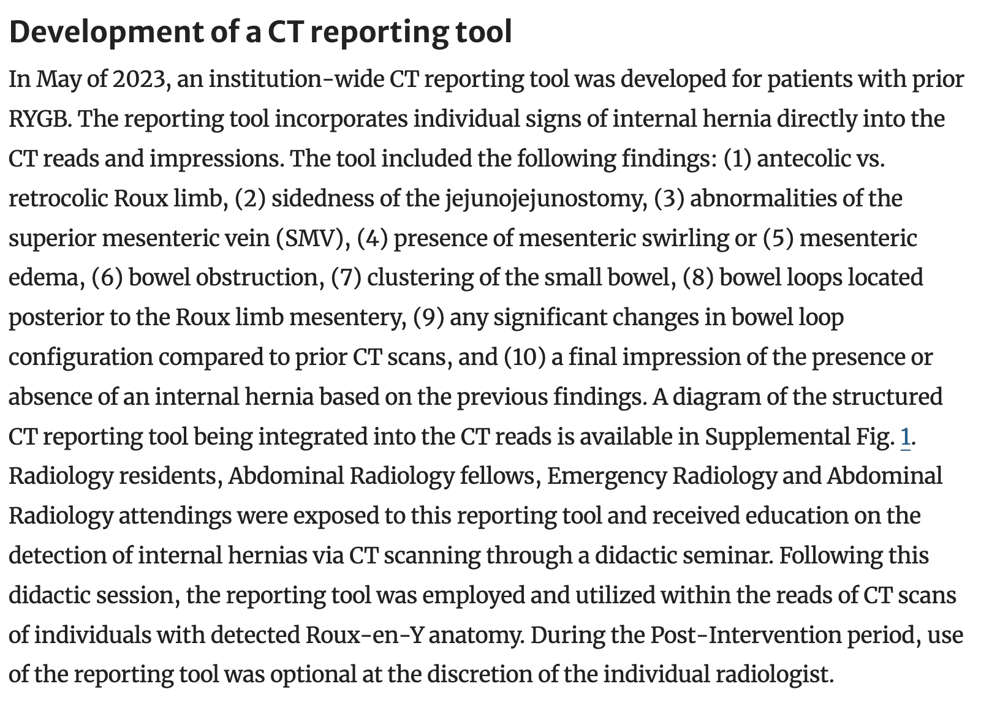 Development of a CT reporting tool
In May of 2023, an institution-wide CT reporting tool was developed for patients with prior
RYGB. The reporting tool incorporates individual signs of internal hernia directly into the
CT reads and impressions. The tool included the following findings: (1) antecolic vs.
retrocolic Roux limb, (2) sidedness of the jejunojejunostomy, (3) abnormalities of the
superior mesenteric vein (SMV), (4) presence of mesenteric swirling or (5) mesenteric
edema, (6) bowel obstruction, (7) clustering of the small bowel, (8) bowel loops located
posterior to the Roux limb mesentery, (9) any significant changes in bowel loop
configuration compared to prior CT scans, and (10) a final impression of the presence or
absence of an internal hernia based on the previous findings. A diagram of the structured
CT reporting tool being integrated into the CT reads is available in Supplemental Fig. 1.
Radiology residents, Abdominal Radiology fellows, Emergency Radiology and Abdominal
Radiology attendings were exposed to this reporting tool and received education on the
detection of internal hernias via CT scanning through a didactic seminar. Following this
didactic session, the reporting tool was employed and utilized within the reads of CT scans
of individuals with detected Roux-en-Y anatomy. During the Post-Intervention period, use
of the reporting tool was optional at the discretion of the individual radiologist.